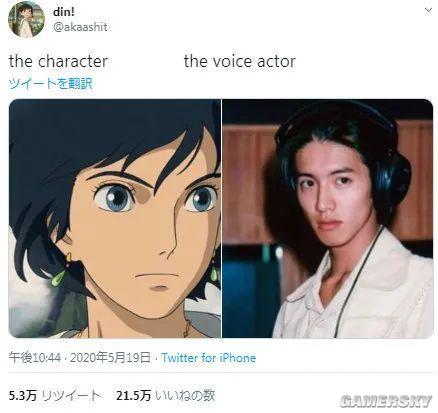 din!
@akaashit
the character the voice actor
ツイートを翻訳
午後10:44 · 2020年5月19日 · Twitter for iPhone
5.3万 リツイート 21.5万 いいねの数
GAMERSKY